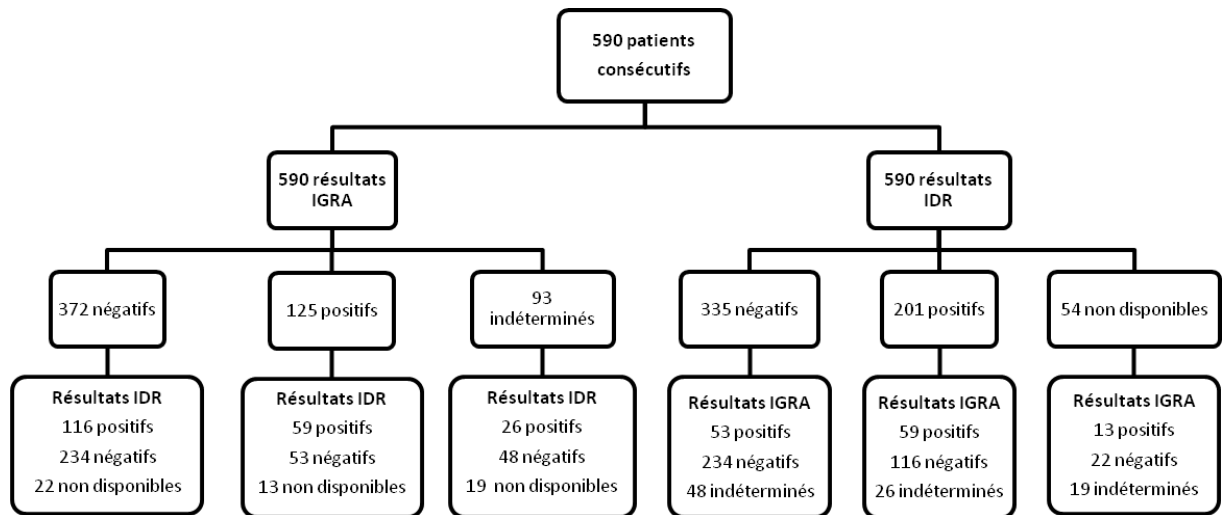 590 patients
consécutifs
590 résultats
IGRA
590 résultats
IDR
372 négatifs
125 positifs
93
indéterminés
335 négatifs
201 positifs
54 non disponibles
Résultats IDR
116 positifs
234 négatifs
22 non disponibles
Résultats IDR
59 positifs
53 négatifs
13 non disponibles
Résultats IDR
26 positifs
48 négatifs
19 non disponibles
Résultats IGRA
53 positifs
234 négatifs
48 indéterminés
Résultats IGRA
59 positifs
116 négatifs
26 indéterminés
Résultats IGRA
13 positifs
22 négatifs
19 indéterminés